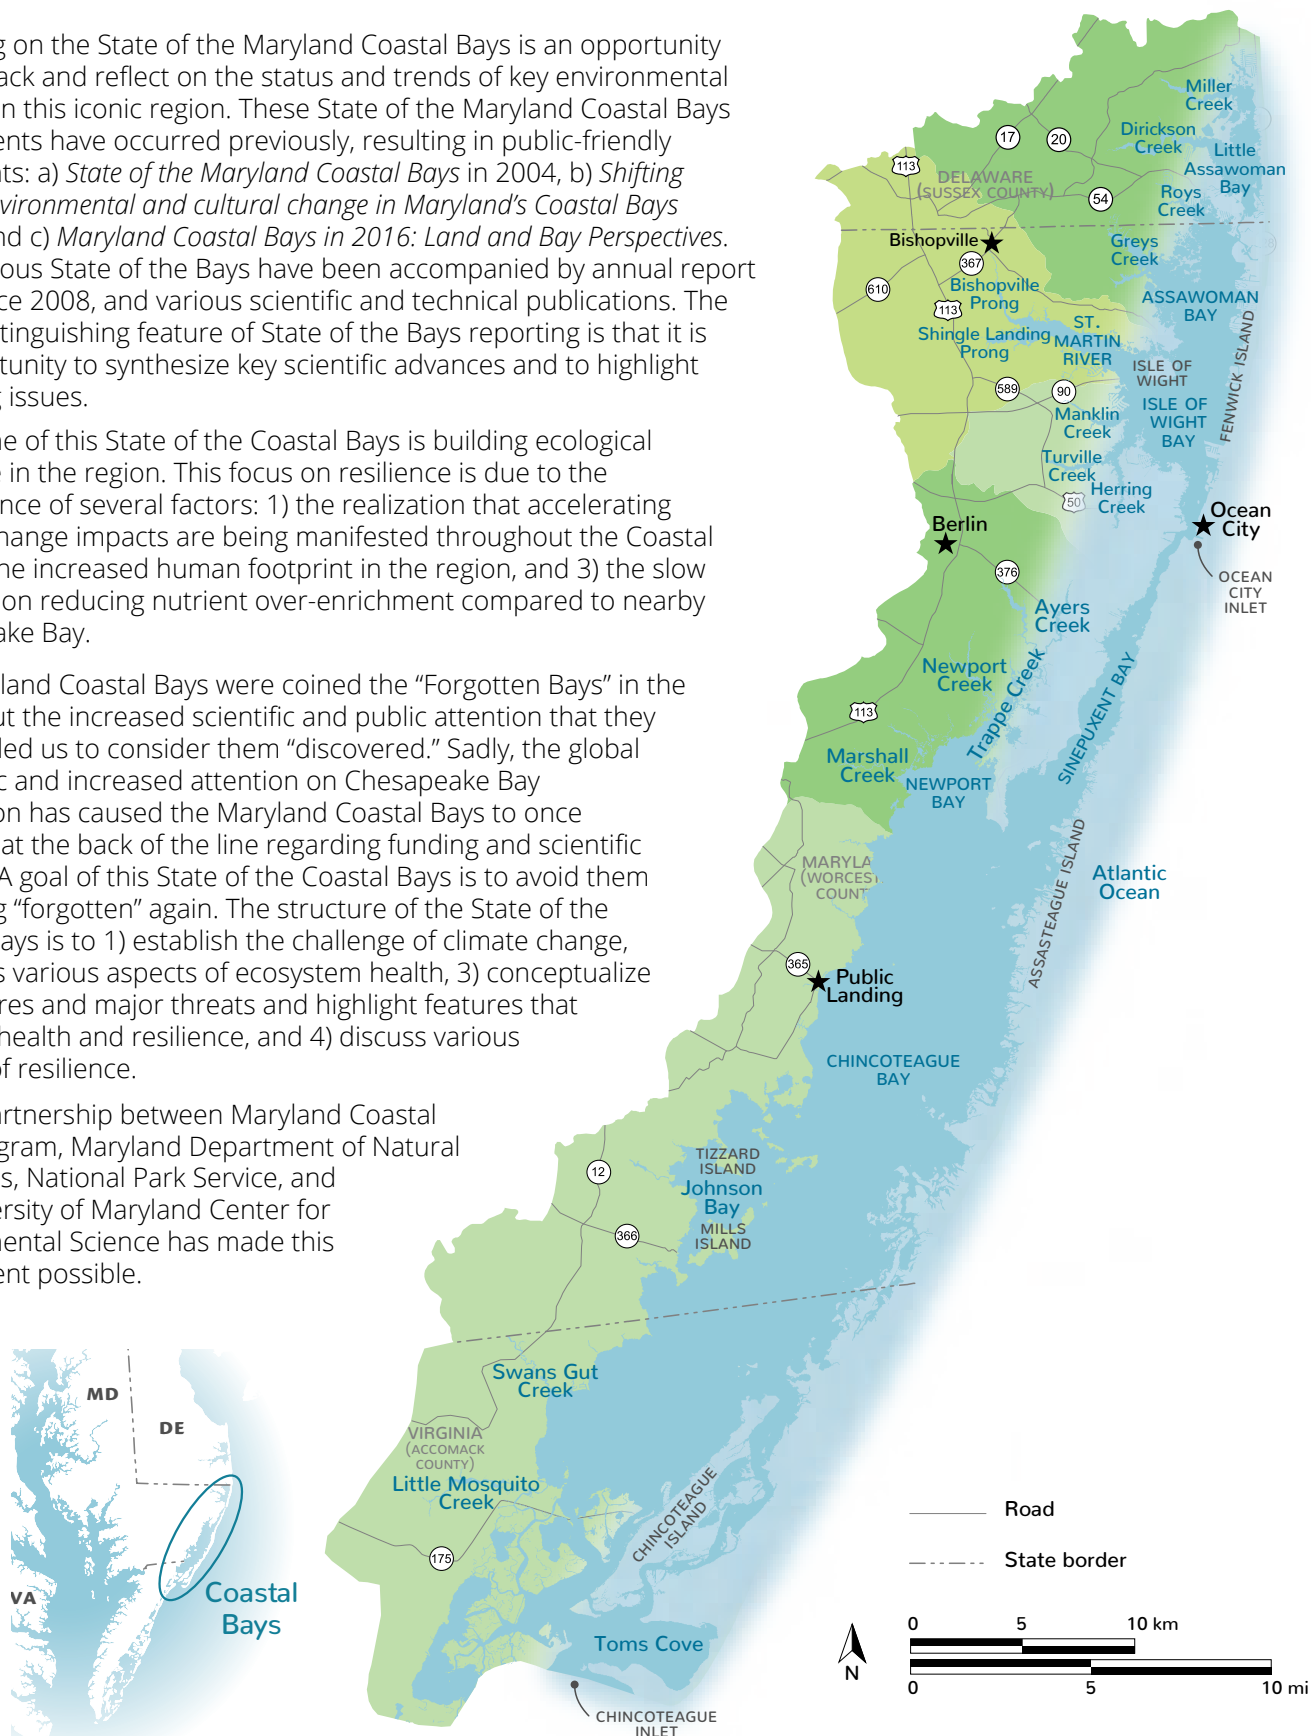 g on the State of the Maryland Coastal Bays is an opportunity
ack and reflect on the status and trends of key environmental
n this iconic region. These State of the Maryland Coastal Bays
ents have occurred previously, resulting in public-friendly
ts: a) State of the Maryland Coastal Bays in 2004, b) Shifting
vironmental and cultural change in Maryland’s Coastal Bays
nd c) Maryland Coastal Bays in 2016: Land and Bay Perspectives.
ous State of the Bays have been accompanied by annual report
ce 2008, and various scientific and technical publications. The
tinguishing feature of State of the Bays reporting is that it is
tunity to synthesize key scientific advances and to highlight
g issues.
ne of this State of the Coastal Bays is building ecological
e in the region. This focus on resilience is due to the
nce of several factors: 1) the realization that accelerating
hange impacts are being manifested throughout the Coastal
he increased human footprint in the region, and 3) the slow
on reducing nutrient over-enrichment compared to nearby
ake Bay.
land Coastal Bays were coined the “Forgotten Bays” in the
ut the increased scientific and public attention that they
led us to consider them “discovered.” Sadly, the global
c and increased attention on Chesapeake Bay
on has caused the Maryland Coastal Bays to once
at the back of the line regarding funding and scientific
A goal of this State of the Coastal Bays is to avoid them
g “forgotten” again. The structure of the State of the
ays is to 1) establish the challenge of climate change,
s various aspects of ecosystem health, 3) conceptualize
res and major threats and highlight features that
health and resilience, and 4) discuss various
of resilience.
artnership between Maryland Coastal
gram, Maryland Department of Natural
s, National Park Service, and
ersity of Maryland Center for
mental Science has made this
ent possible.
MD
DE
VA
Coastal
Bays
Miller
Creek
17
20
Dirickson
Creek
Little
Assawoman
Bay
113
DELAWARE
(SUSSEX COUNTY)
54
Roys
Creek
Bishopville
Greys
Creek
367
610
Bishopville
Prong
113
ASSAWOMAN
BAY
Shingle Landing
Prong
ST.
MARTIN
RIVER
FENWICK ISLAND
ISLE OF
WIGHT
589
90
ISLE OF
WIGHT
BAY
Manklin
Creek
Turville
Creek
50
Herring
Creek
Ocean
City
Berlin
376
OCEAN
CITY
INLET
Ayers
Creek
Newport
Creek
Trappe Creek
SINEPUXENT BAY
113
Marshall
Creek
NEWPORT
BAY
MARYLA
(WORCEST
COUNT
ASSASTEAGUE ISLAND
Atlantic
Ocean
365
Public
Landing
CHINCOTEAGUE
BAY
12
TIZZARD
ISLAND
Johnson
Bay
366
MILLS
ISLAND
Swans Gut
Creek
VIRGINIA
(ACCOMACK
COUNTY)
Little Mosquito
Creek
CHINCOTEAGUE
ISLAND
175
Toms Cove
CHINCOTEAGUE
INLET
Road
State border
N
0 5 10 km
0 5 10 mi